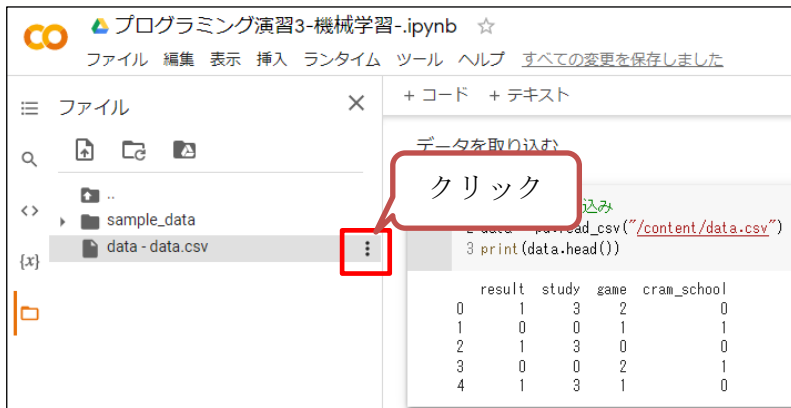 プログラミング演習3-機械学習-.ipynb
ファイル 編集 表示 挿入 ランタイム ツール ヘルプ すべての変更を保存しました
ファイル
+ コード + テキスト
..
sample_data
data - data.csv
{x}
データを取り込む
クリック
込み
_csv("/content/data.csv")
3 print(data.head())
result study game cram_school
0 1 3 2 0
1 0 0 1 1
2 1 3 0 0
3 0 0 2 1
4 1 3 1 0